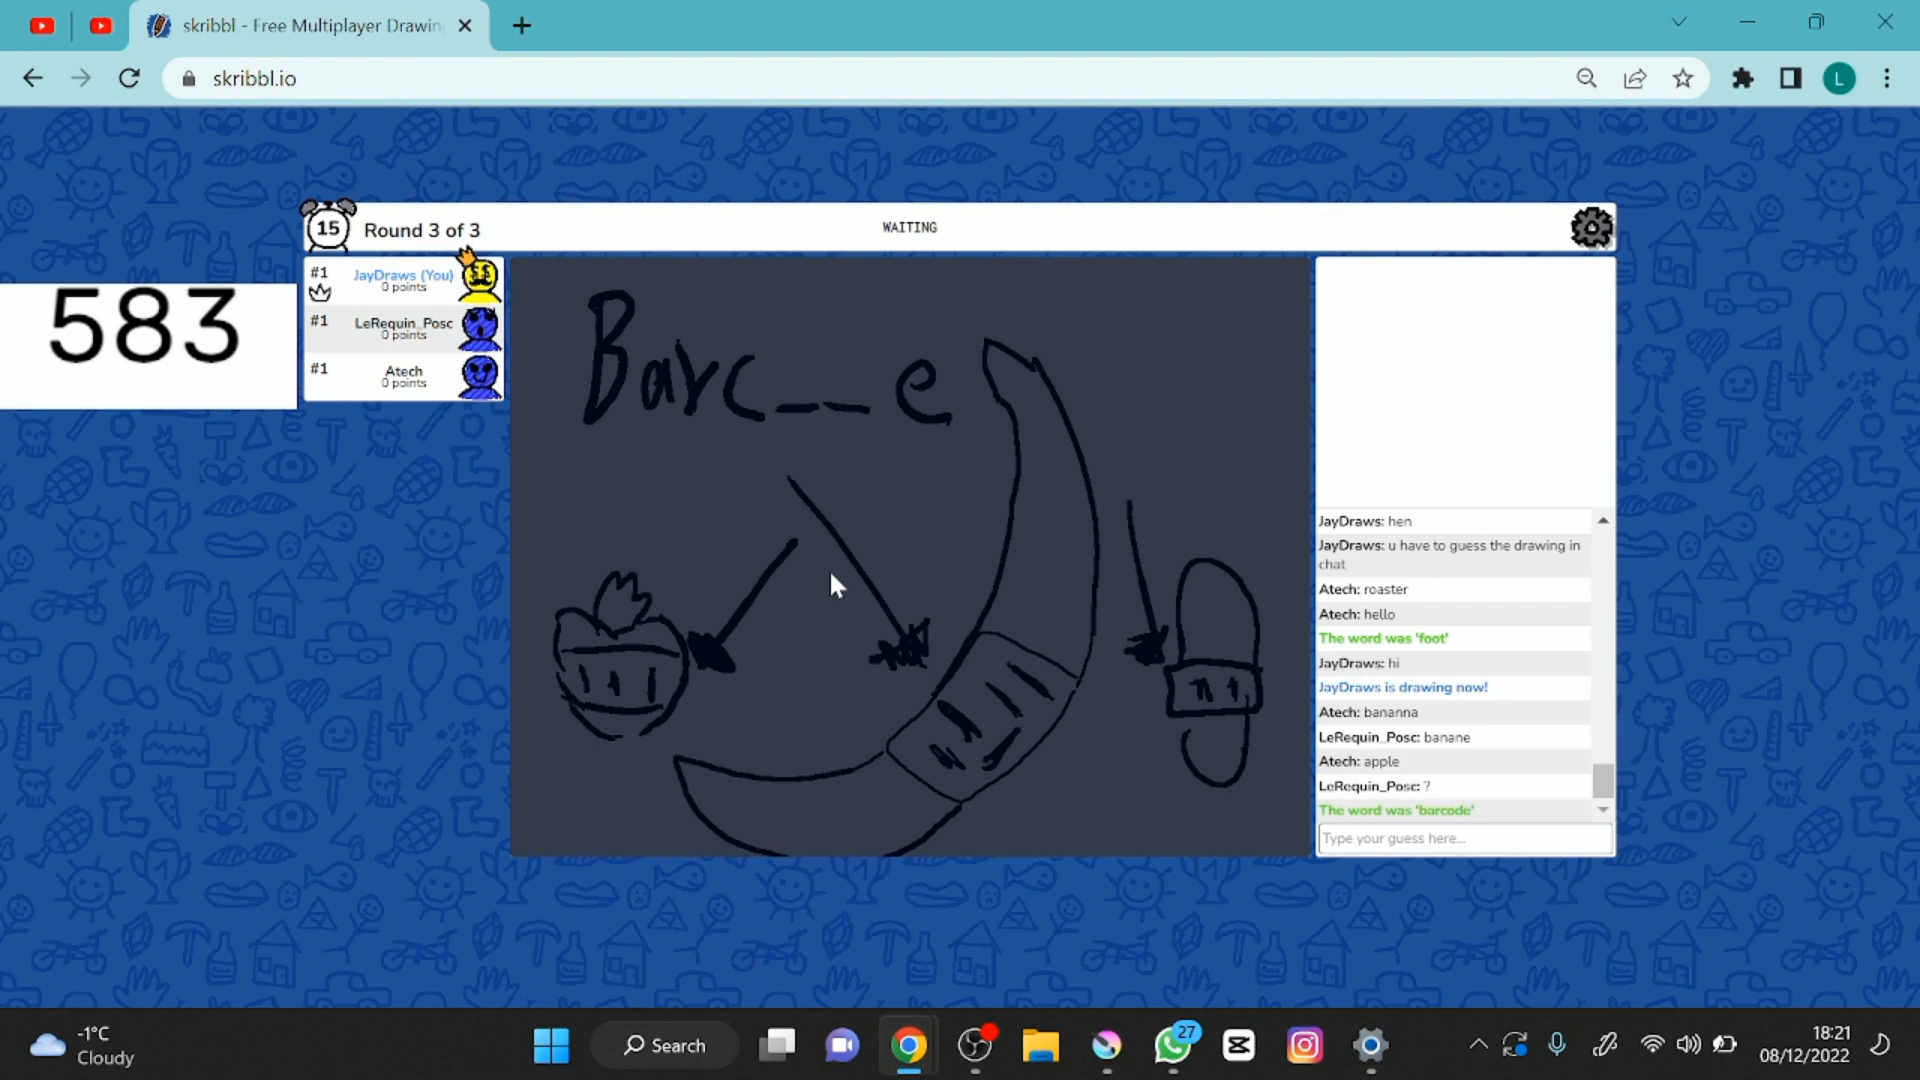 skribbl - Free Multiplayer Drawin
skribbl.io
L
15
Round 3 of 3
WAITING
583
#1
JayDraws (You)
0 points
#1
LeRequin_Posc
0 points
#1
Atech
0 points
Barc__e
JayDraws: hen
JayDraws: u have to guess the drawing in
chat
Atech: roaster
Atech: hello
The word was 'foot'
JayDraws: hi
JayDraws is drawing now!
Atech: bananna
LeRequin_Posc: banane
Atech: apple
LeRequin_Posc: ?
The word was 'barcode'
Type your guess here...
-1°C
Cloudy
Search
27
18:21
08/12/2022